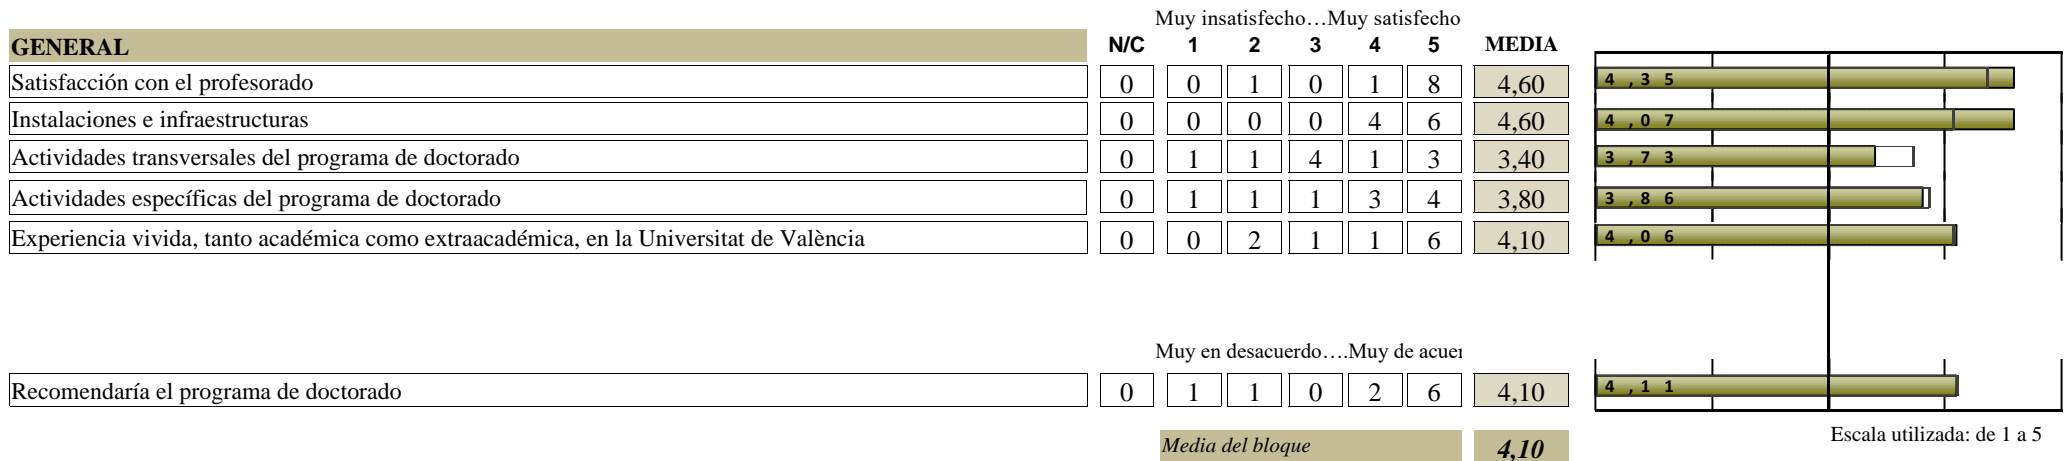 Muy insatisfecho…Muy satisfecho
GENERAL N/C 1 2 3 4 5 MEDIA
Satisfacción con el profesorado 0 0 1 0 1 8 4,60 4,35
Instalaciones e infraestructuras 0 0 0 0 4 6 4,60 4,07
Actividades transversales del programa de doctorado 0 1 1 4 1 3 3,40 3,73
Actividades específicas del programa de doctorado 0 1 1 1 3 4 3,80 3,86
Experiencia vivida, tanto académica como extraacadémica, en la Universitat de València 0 0 2 1 1 6 4,10 4,06
Muy en desacuerdo….Muy de acuer
Recomendaría el programa de doctorado 0 1 1 0 2 6 4,10 4,11
Media del bloque 4,10 Escala utilizada: de 1 a 5